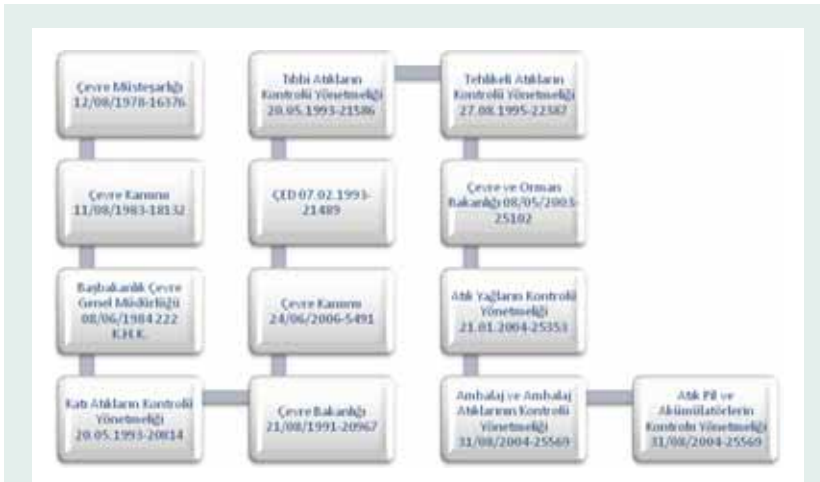 Çevre Müsteşarlığı
12/08/1978-16376
Çevre Kanunu
11/08/1983-18132
Başbakanlık Çevre
Genel Müdürlüğü
08/06/1984 222
K.H.K.
Katı Atıkların Kontrolü
Yönetmeliği
20.05.1993-20814
Çevre Bakanlığı
21/08/1991-20967
Çevre Kanunu
24/06/2006-5491
ÇED 07.02.1993-
21489
Tıbbi Atıkların
Kontrolü Yönetmeliği
20.05.1993-21586
Tehlikeli Atıkların
Kontrolü Yönetmeliği
27.08.1995-22387
Çevre ve Orman
Bakanlığı 08/05/2003-
25102
Atık Yağların Kontrolü
Yönetmeliği
21.01.2004-25353
Ambalaj ve Ambalaj
Atıklarının Kontrolü
Yönetmeliği
31/08/2004-25569
Atık Pil ve
Akümülatörlerin
Kontrolu Yönetmeliği
31/08/2004-25569